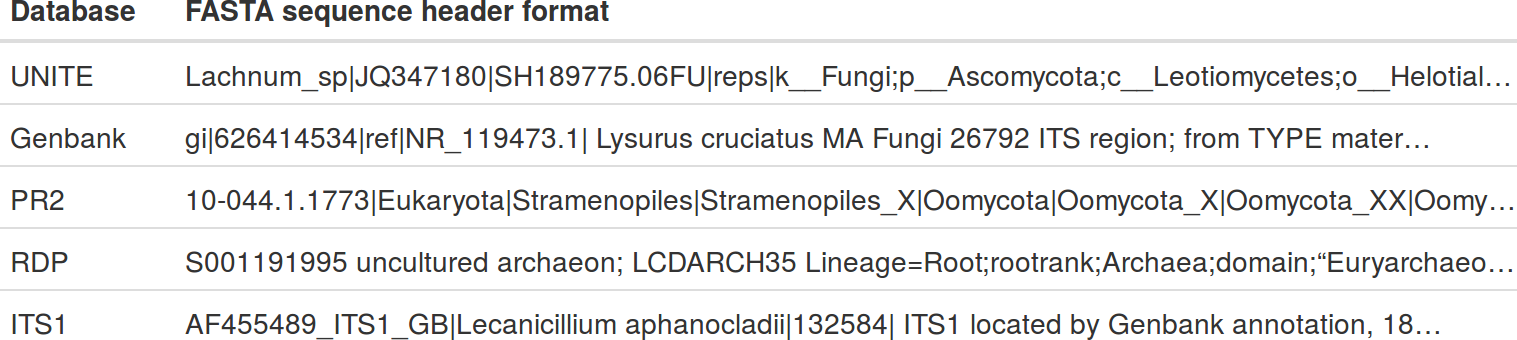 Database FASTA sequence header format
UNITE Lachnum_sp|JQ347180|SH189775.06FU|reps|k__Fungi;p__Ascomycota;c__Leotiomycetes;o__Helotial…
Genbank gi|626414534|ref|NR_119473.1| Lysurus cruciatus MA Fungi 26792 ITS region; from TYPE mater…
PR2 10-044.1.1773|Eukaryota|Stramenopiles|Stramenopiles_X|Oomycota|Oomycota_X|Oomycota_XX|Oomy…
RDP S001191995 uncultured archaeon; LCDARCH35 Lineage=Root;rootrank;Archaea;domain;“Euryarchaeo…
ITS1 AF455489_ITS1_GB|Lecanicillium aphanocladii|132584| ITS1 located by Genbank annotation, 18…